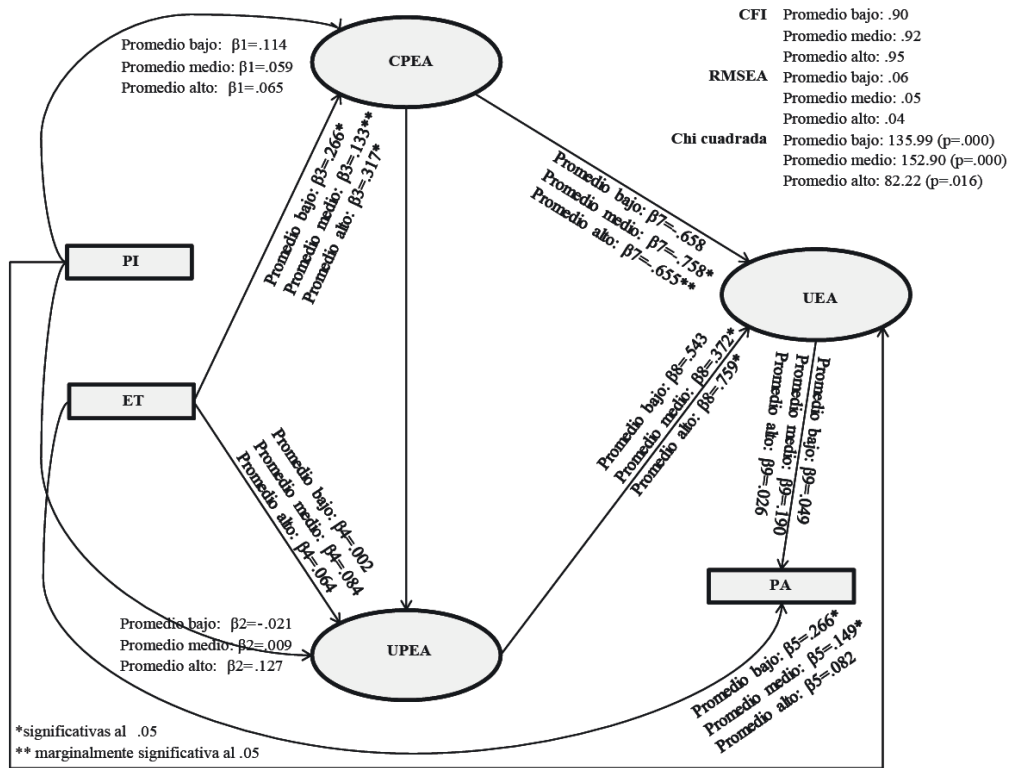 CFI Promedio bajo: .90
Promedio medio: .92
Promedio alto: .95
RMSEA Promedio bajo: .06
Promedio medio: .05
Promedio alto: .04
Chi cuadrada Promedio bajo: 135.99 (p=.000)
Promedio medio: 152.90 (p=.000)
Promedio alto: 82.22 (p=.016)
Promedio bajo: β1=.114
Promedio medio: β1=.059
Promedio alto: β1=.065
CPEA
Promedio bajo: β3=.266*
Promedio medio: β3=.133**
Promedio alto: β3=.317*
Promedio bajo: β7=-.658
Promedio medio: β7=-.758*
Promedio alto: β7=-.655**
PI
UEA
ET
Promedio bajo: β8=.543
Promedio medio: β8=.372*
Promedio alto: β8=.759*
Promedio bajo: β9=.049
Promedio medio: β9=.190
Promedio alto: β9=.026
Promedio bajo: β4=.002
Promedio medio: β4=.084
Promedio alto: β4=.064
PA
Promedio bajo: β2=-.021
Promedio medio: β2=.009
Promedio alto: β2=.127
UPEA
Promedio bajo: β5=.266*
Promedio medio: β5=.149*
Promedio alto: β5=.082
*significativas al .05
** marginalmente significativa al .05